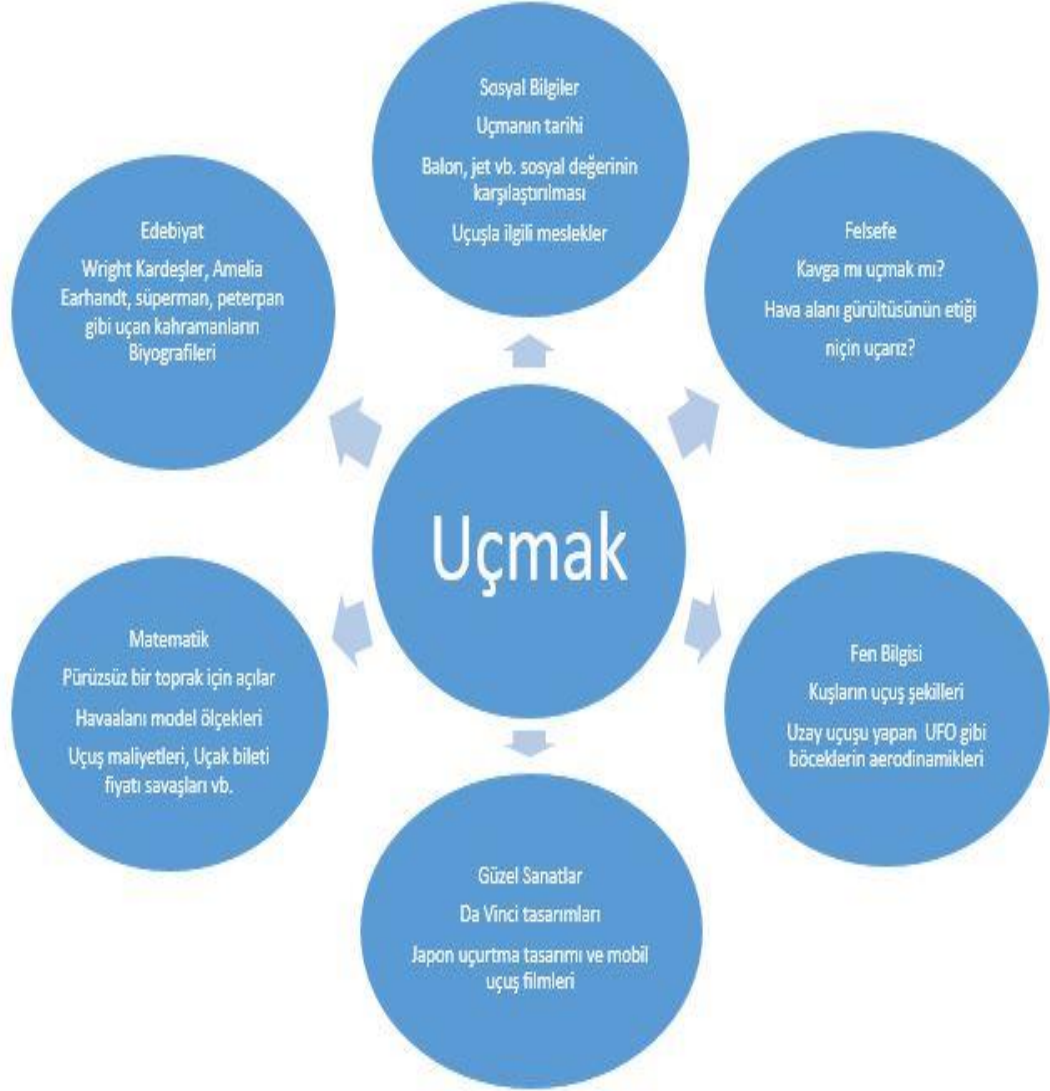 Sosyal Bilgiler
Uçmanın tarihi
Balon, jet vb. sosyal değerinin
karşılaştırılması
Uçuşla ilgili meslekler
Edebiyat
Wright Kardeşler, Amelia
Earhandt, süperman, peterpan
gibi uçan kahramanların
Biyografileri
Felsefe
Kavga mı uçmak mı?
Hava alanı gürültüsünün etiği
niçin uçarız?
Uçmak
Matematik
Pürüzsüz bir toprak için açılar
Havaalanı model ölçekleri
Uçuş maliyetleri, Uçak bileti
fiyatı savaşları vb.
Fen Bilgisi
Kuşların uçuş şekilleri
Uzay uçuşu yapan UFO gibi
böceklerin aerodinamikleri
Güzel Sanatlar
Da Vinci tasarımları
Japon uçurtma tasarımı ve mobil
uçuş filmleri